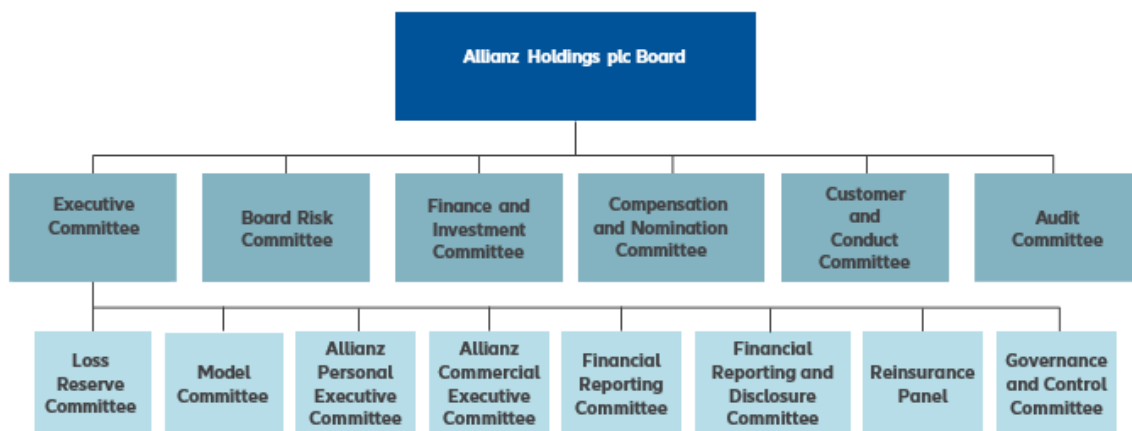 Allianz Holdings plc Board
Executive
Committee
Board Risk
Committee
Finance and
Investment
Committee
Compensation
and Nomination
Committee
Customer
and
Conduct
Committee
Audit
Committee
Loss
Reserve
Committee
Model
Committee
Allianz
Personal
Executive
Committee
Allianz
Commercial
Executive
Committee
Financial
Reporting
Committee
Financial
Reporting and
Disclosure
Committee
Reinsurance
Panel
Governance
and Control
Committee